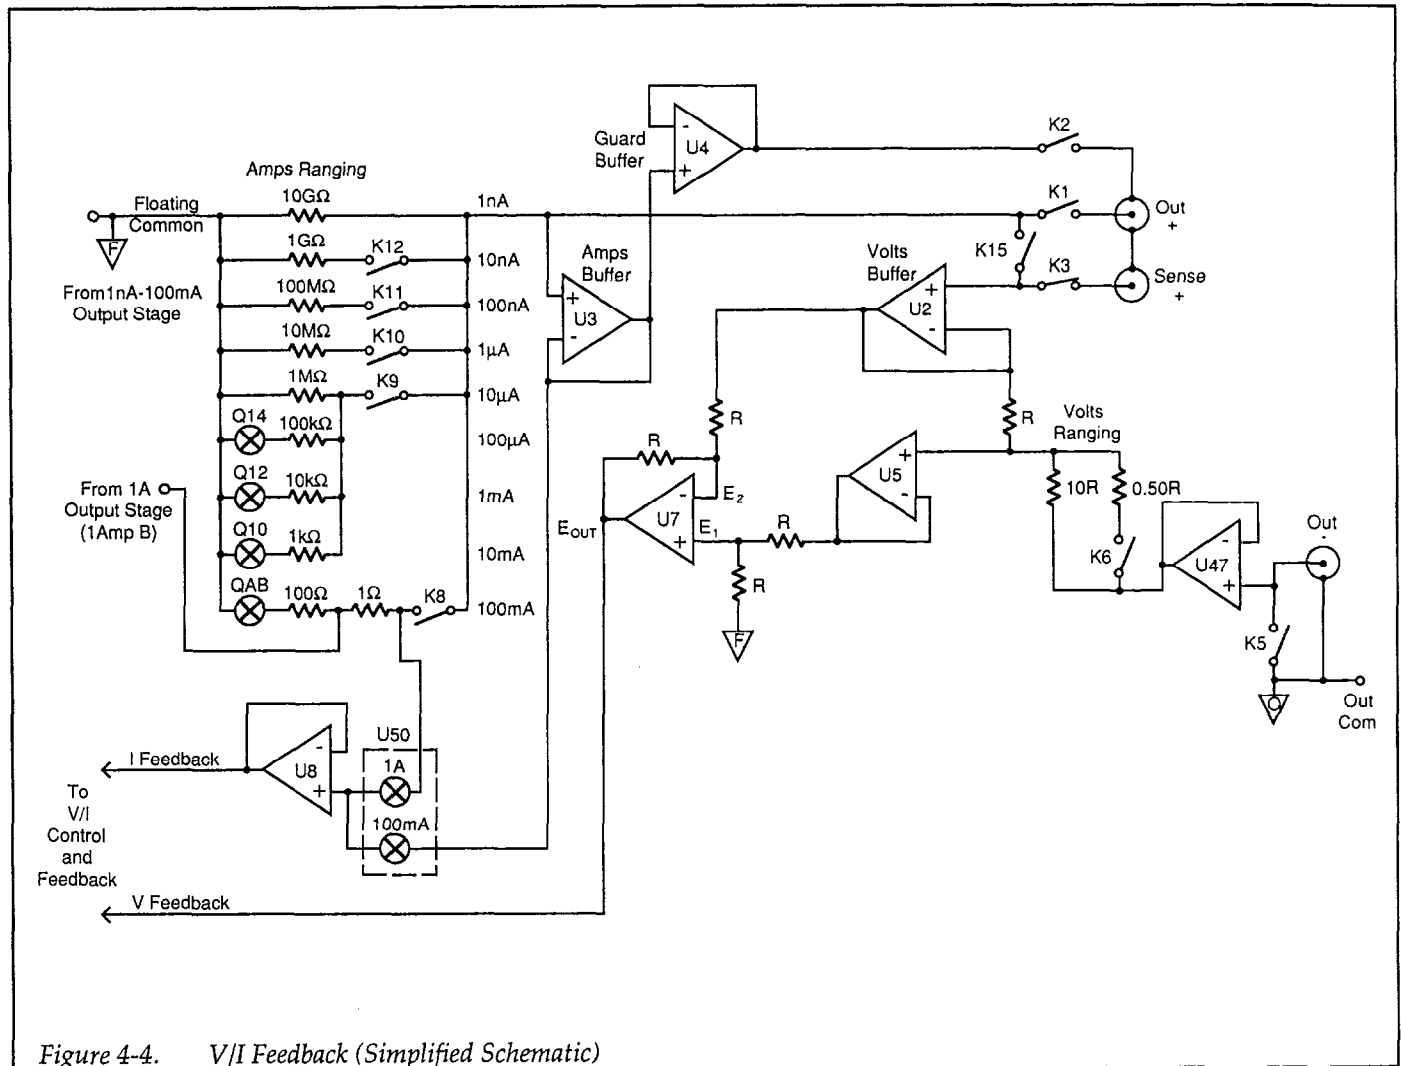 K2
Guard
Buffer
-
U4
+
Amps Ranging
10GΩ
1nA
Floating
Common
F
K1
Out
+
K15
1GΩ
K12
10nA
Amps
Buffer
Volts
Buffer
K3
Sense
+
From 1nA-100mA
Output Stage
100MΩ
K11
100nA
+
U3
-
+
U2
-
10MΩ
K10
1µA
1MΩ
K9
10µA
Q14
100kΩ
100µA
R
R
Volts
Ranging
R
+
U5
-
10R
0.50R
From 1A
Output Stage
(1Amp B)
Q12
10kΩ
1mA
-
E2
U7
EOUT
E1
+
R
Q10
1kΩ
10mA
K6
-
U47
+
Out
-
QAB
100Ω
1Ω
K8
100mA
R
F
K5
O
Out
Com
U50
I Feedback
-
U8
+
1A
100mA
To
V/I
Control
and
Feedback
V Feedback
Figure 4-4. V/I Feedback (Simplified Schematic)